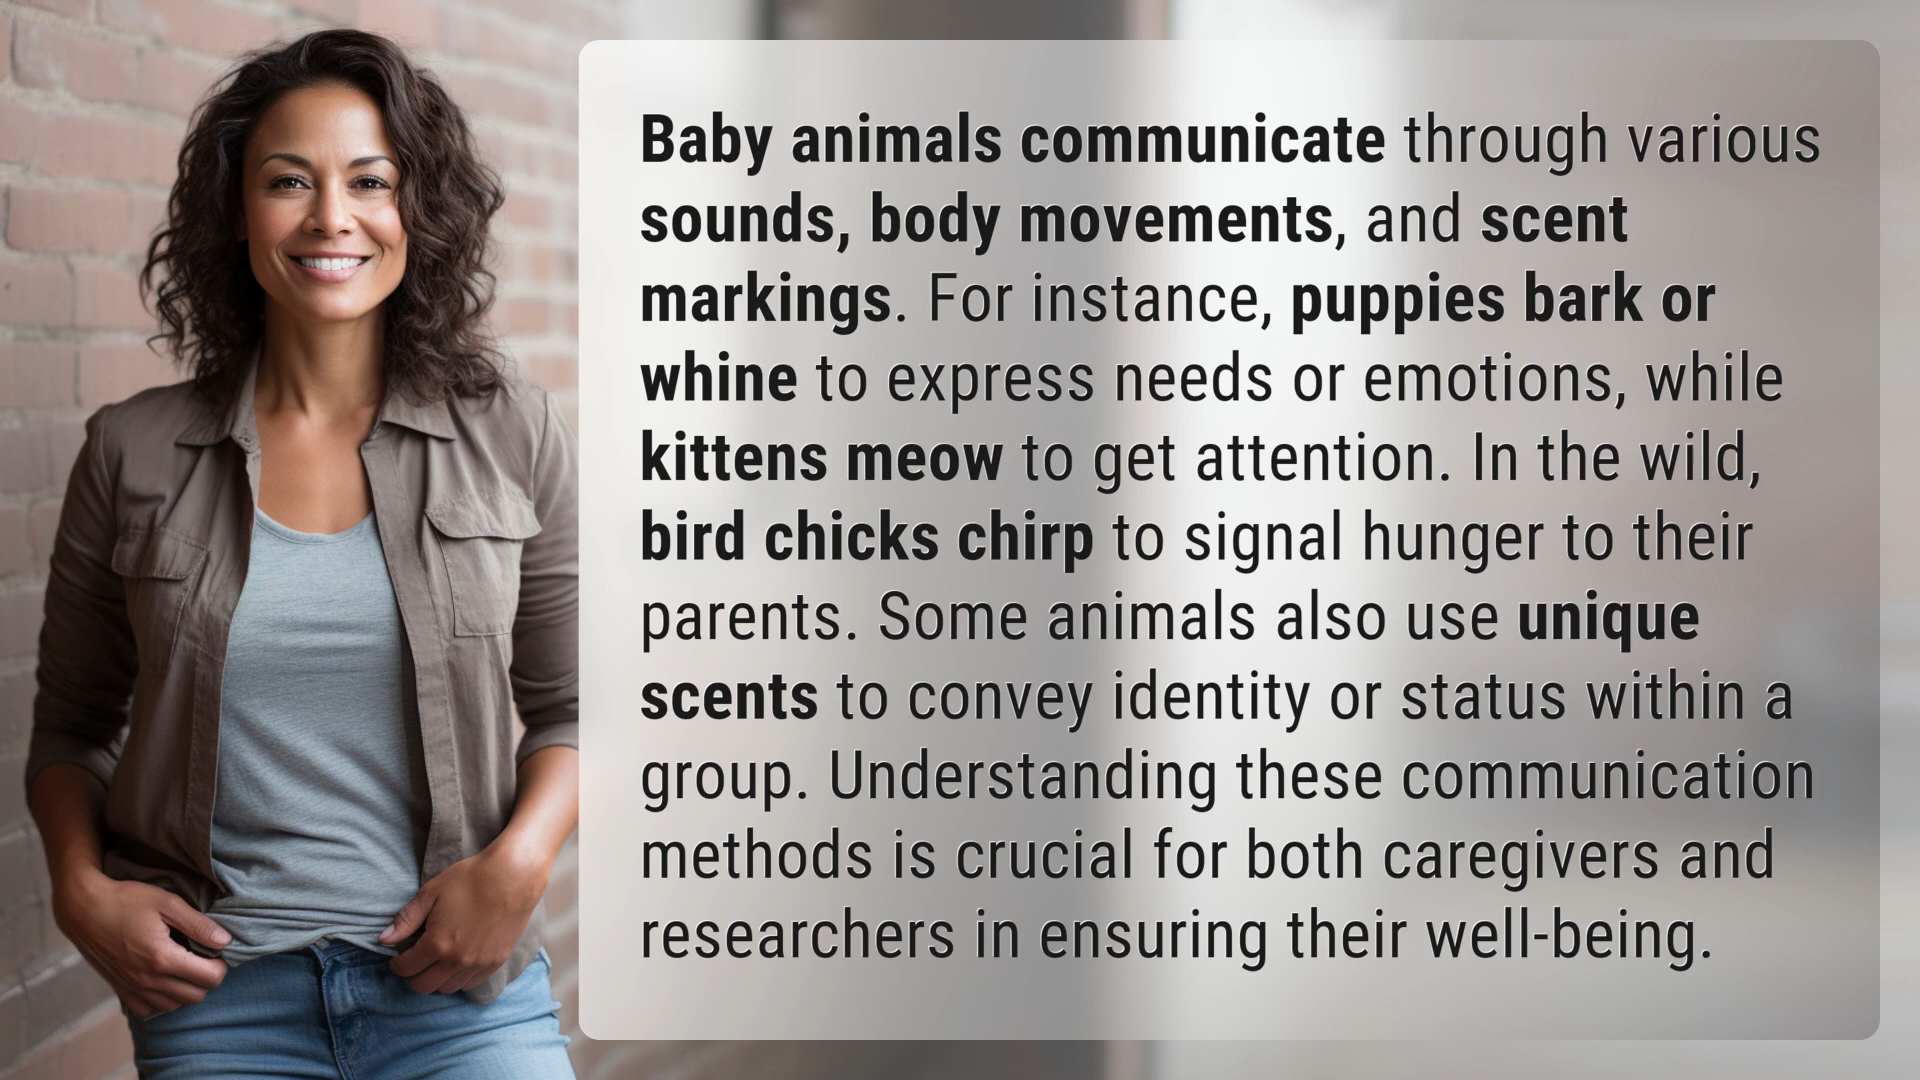 Baby animals communicate through various
sounds, body movements, and scent
markings. For instance, puppies bark or
whine to express needs or emotions, while
kittens meow to get attention. In the wild,
bird chicks chirp to signal hunger to their
parents. Some animals also use unique
scents to convey identity or status within a
group. Understanding these communication
methods is crucial for both caregivers and
researchers in ensuring their well-being.